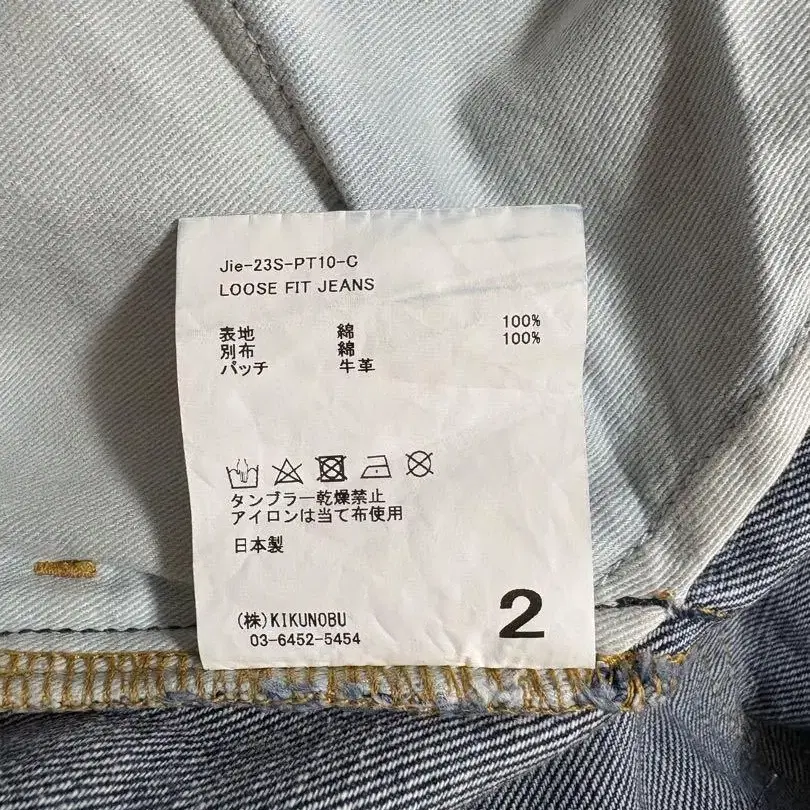 Jie-23S-PT10-C
LOOSE FIT JEANS
表地 綿 100%
別布 綿 100%
パッチ 牛革
タンブラー乾燥禁止
アイロンは当て布使用
日本製
2
(株)KIKUNOBU
03-6452-5454